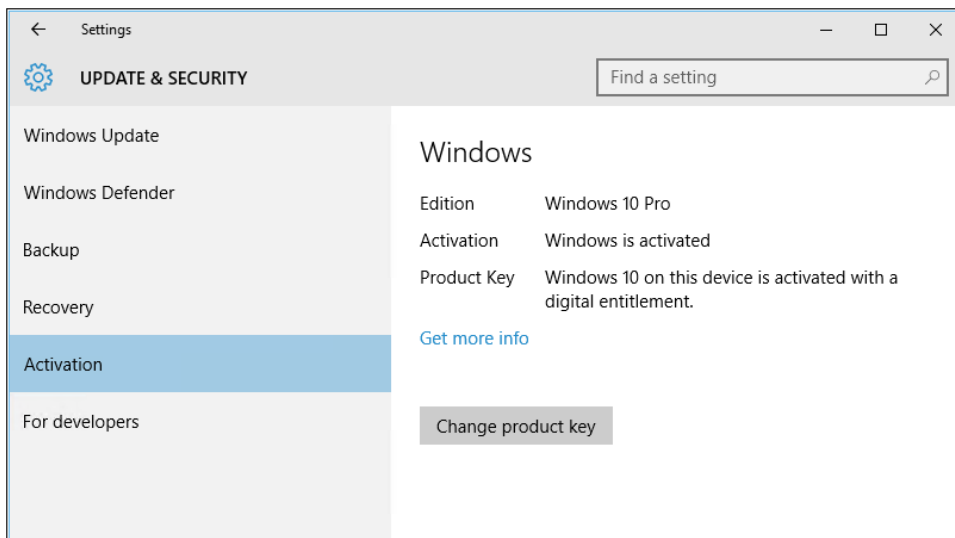 Settings
UPDATE & SECURITY
Find a setting
Windows Update
Windows Defender
Backup
Recovery
Activation
For developers
Windows
Edition Windows 10 Pro
Activation Windows is activated
Product Key Windows 10 on this device is activated with a
digital entitlement.
Get more info
Change product key